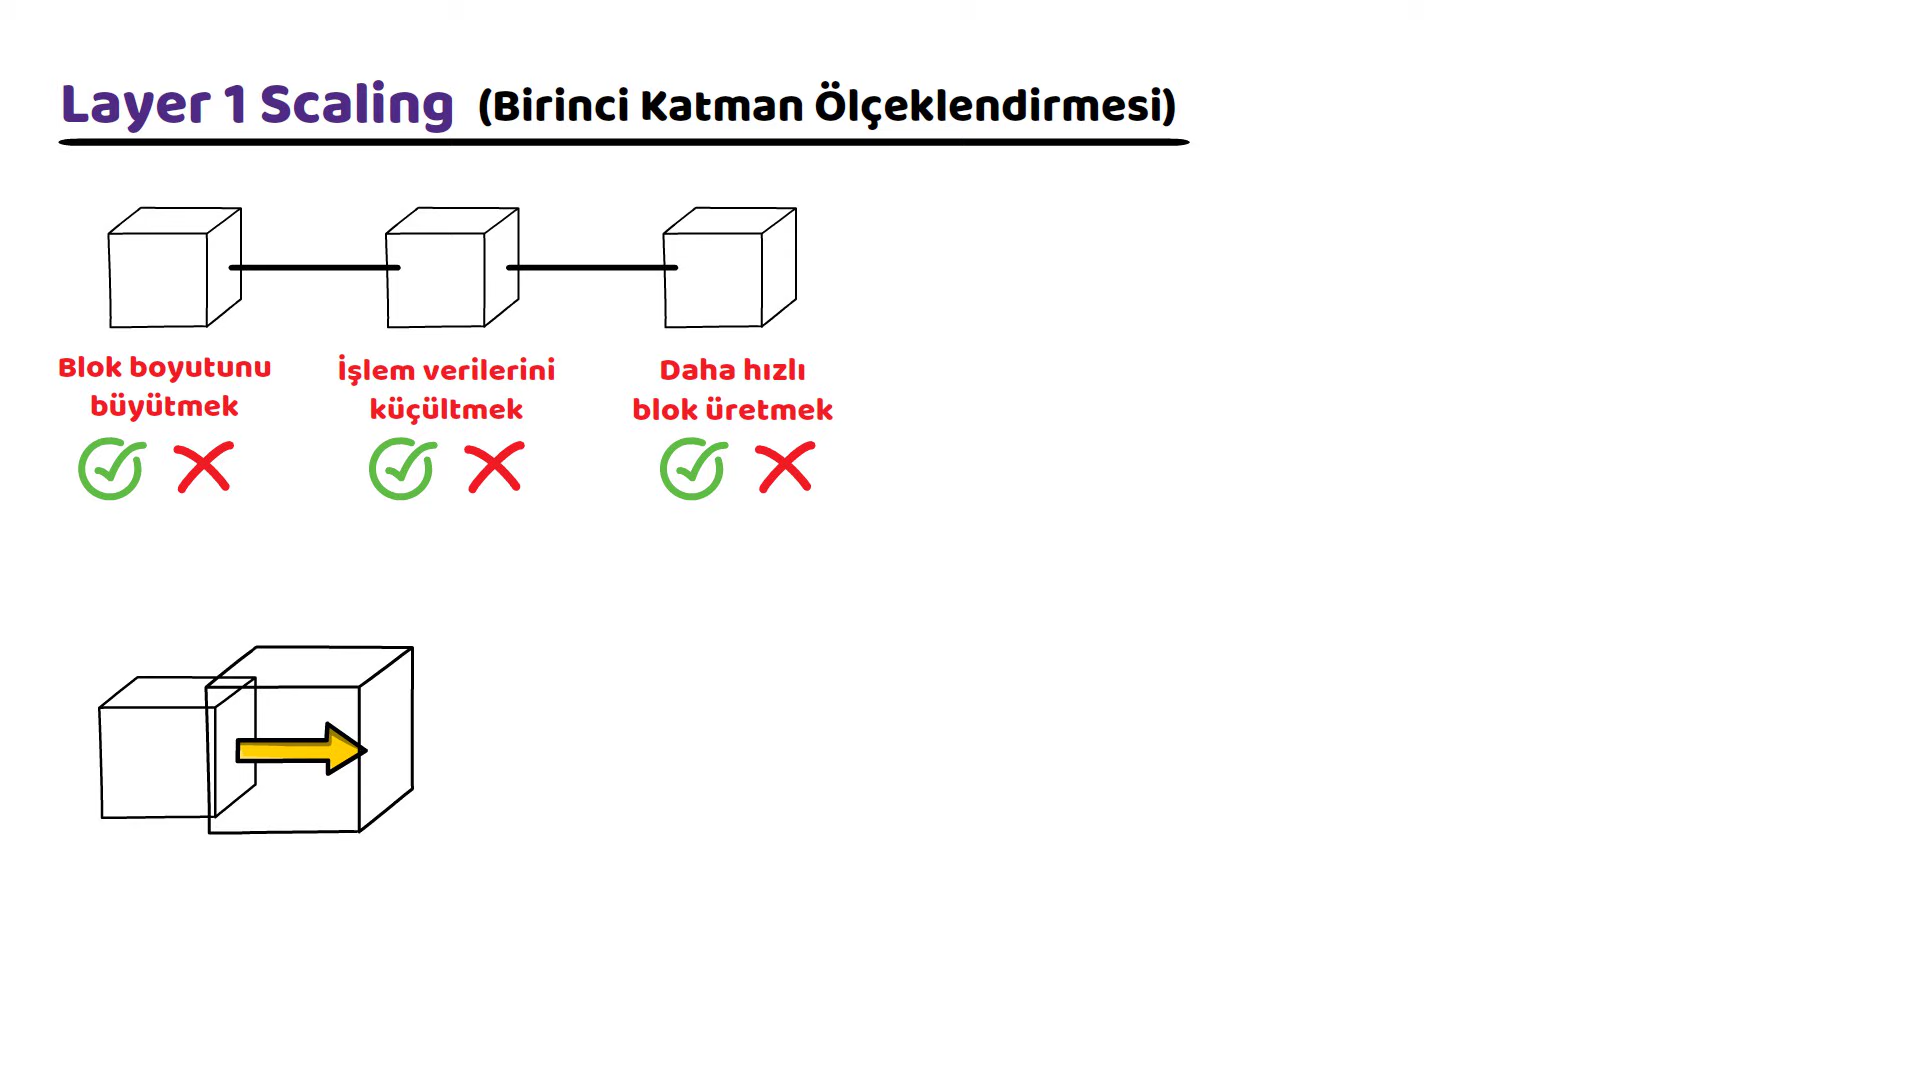 Layer 1 Scaling (Birinci Katman Ölçeklendirmesi)
Blok boyutunu
büyütmek
İşlem verilerini
küçültmek
Daha hızlı
blok üretmek